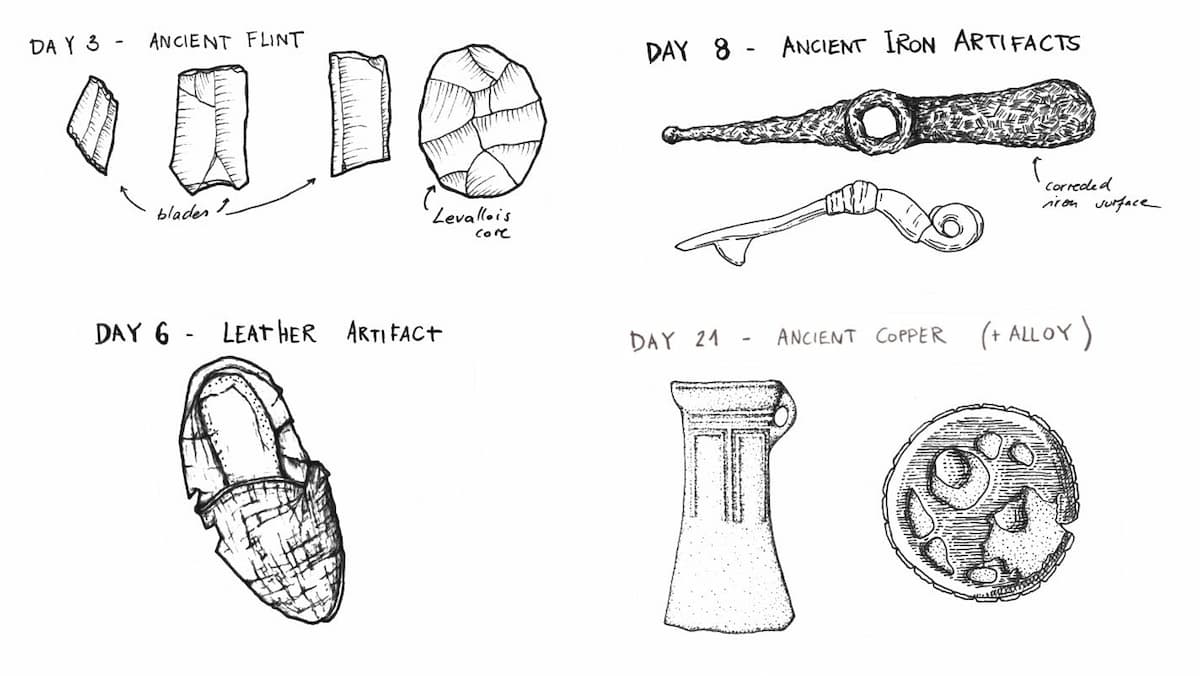 DAY 3 - ANCIENT FLINT
blades
Levallois
core
DAY 8 - ANCIENT IRON ARTIFACTS
corroded
iron surface
DAY 6 - LEATHER ARTIFACT
DAY 21 - ANCIENT COPPER (+ ALLOY)